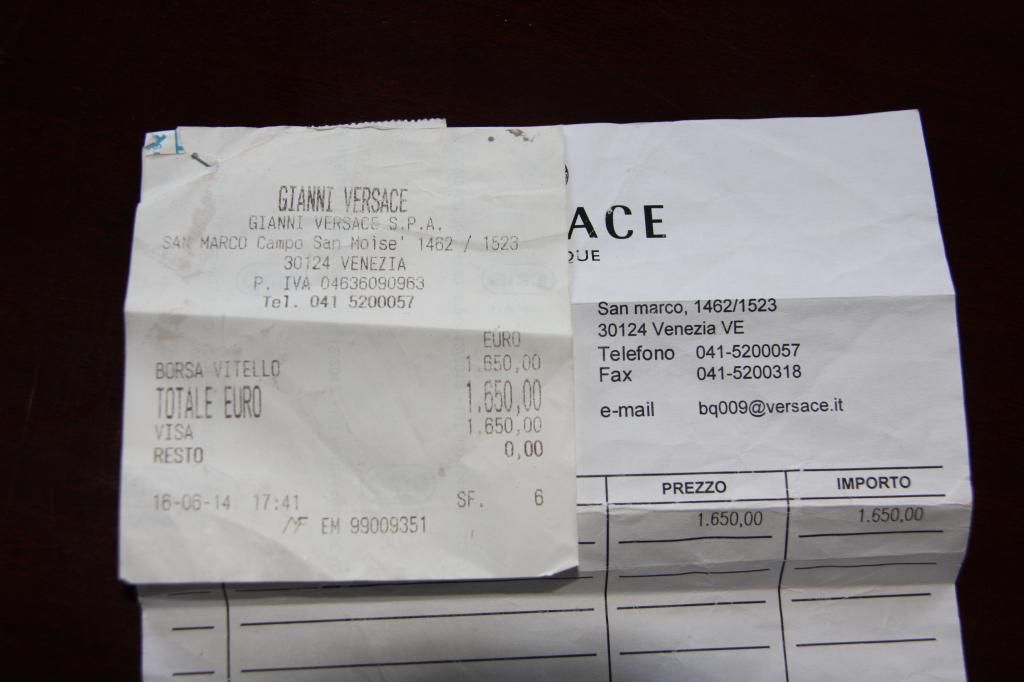 GIANNI VERSACE
GIANNI VERSACE S.P.A.
SAN MARCO Campo San Moise' 1462 / 1523
30124 VENEZIA
P. IVA 04636090963
Tel. 041 5200057
EURO
BORSA VITELLO 1.650,00
TOTALE EURO 1.650,00
VISA 1.650,00
RESTO 0,00
16-06-14 17:41 SF. 6
MF EM 99009351
ACE
QUE
San marco, 1462/1523
30124 Venezia VE
Telefono 041-5200057
Fax 041-5200318
e-mail bq009@versace.it
PREZZO IMPORTO
1.650,00 1.650,00